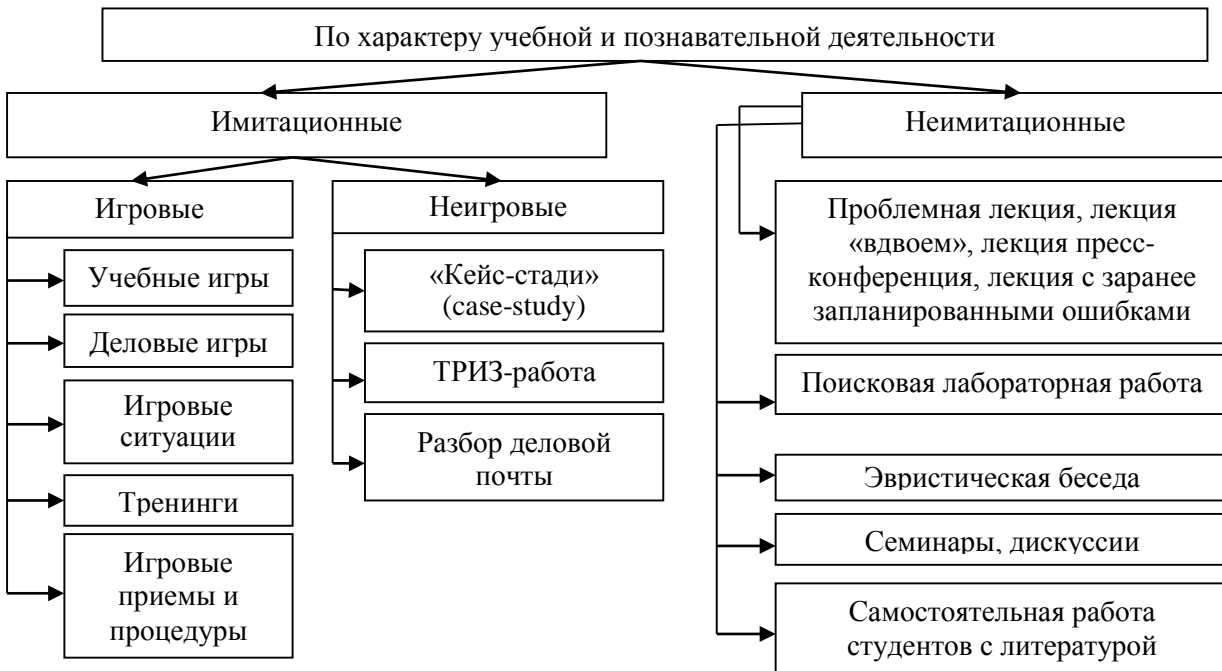 По характеру учебной и познавательной деятельности
Имитационные
Неимитационные
Игровые
Неигровые
Учебные игры
Деловые игры
Игровые
ситуации
Тренинги
Игровые
приемы и
процедуры
«Кейс-стади»
(case-study)
ТРИЗ-работа
Разбор деловой
почты
Проблемная лекция, лекция
«вдвоем», лекция пресс-
конференция, лекция с заранее
запланированными ошибками
Поисковая лабораторная работа
Эвристическая беседа
Семинары, дискуссии
Самостоятельная работа
студентов с литературой